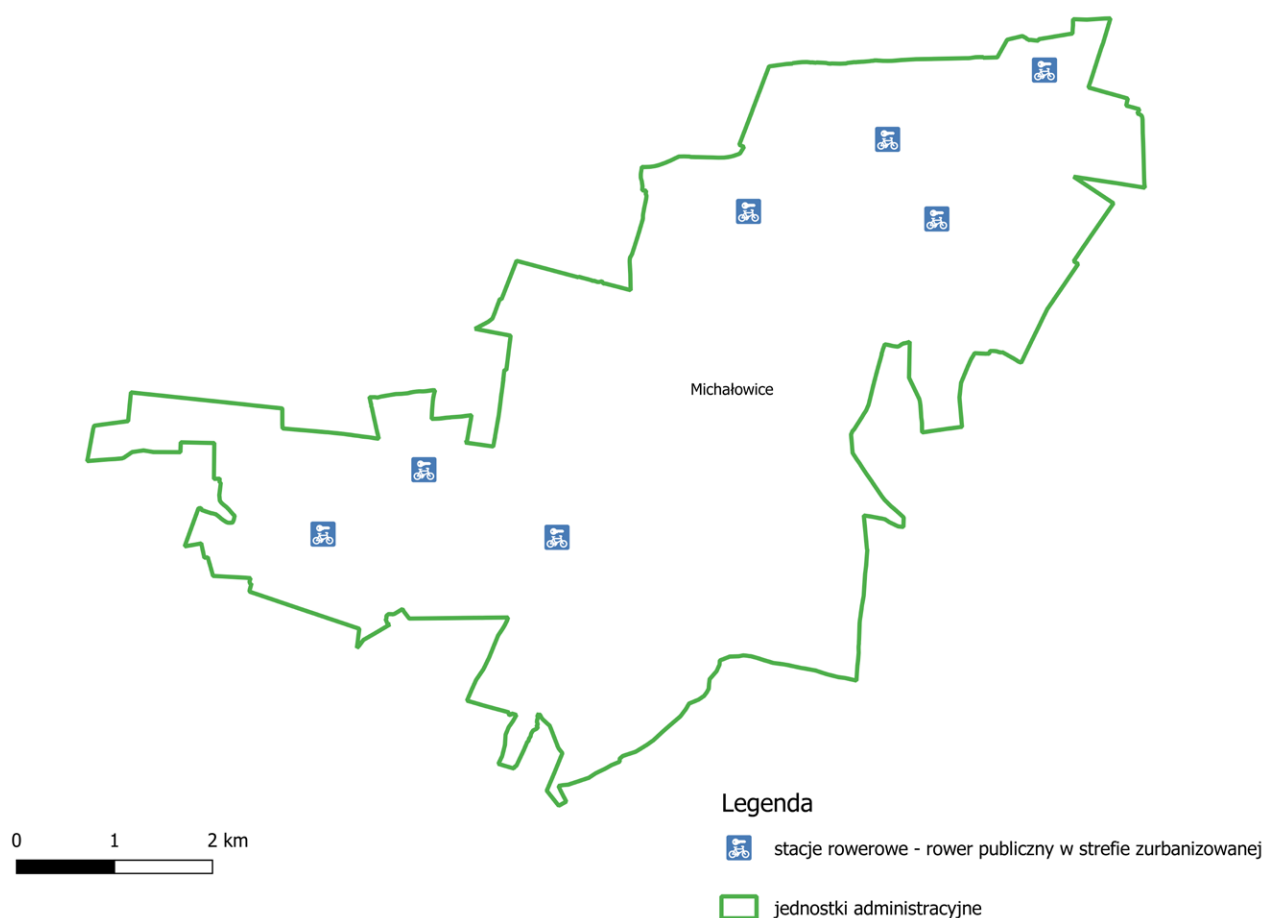 Michałowice
0 1 2 km
Legenda
stacje rowerowe - rower publiczny w strefie zurbanizowanej
jednostki administracyjne